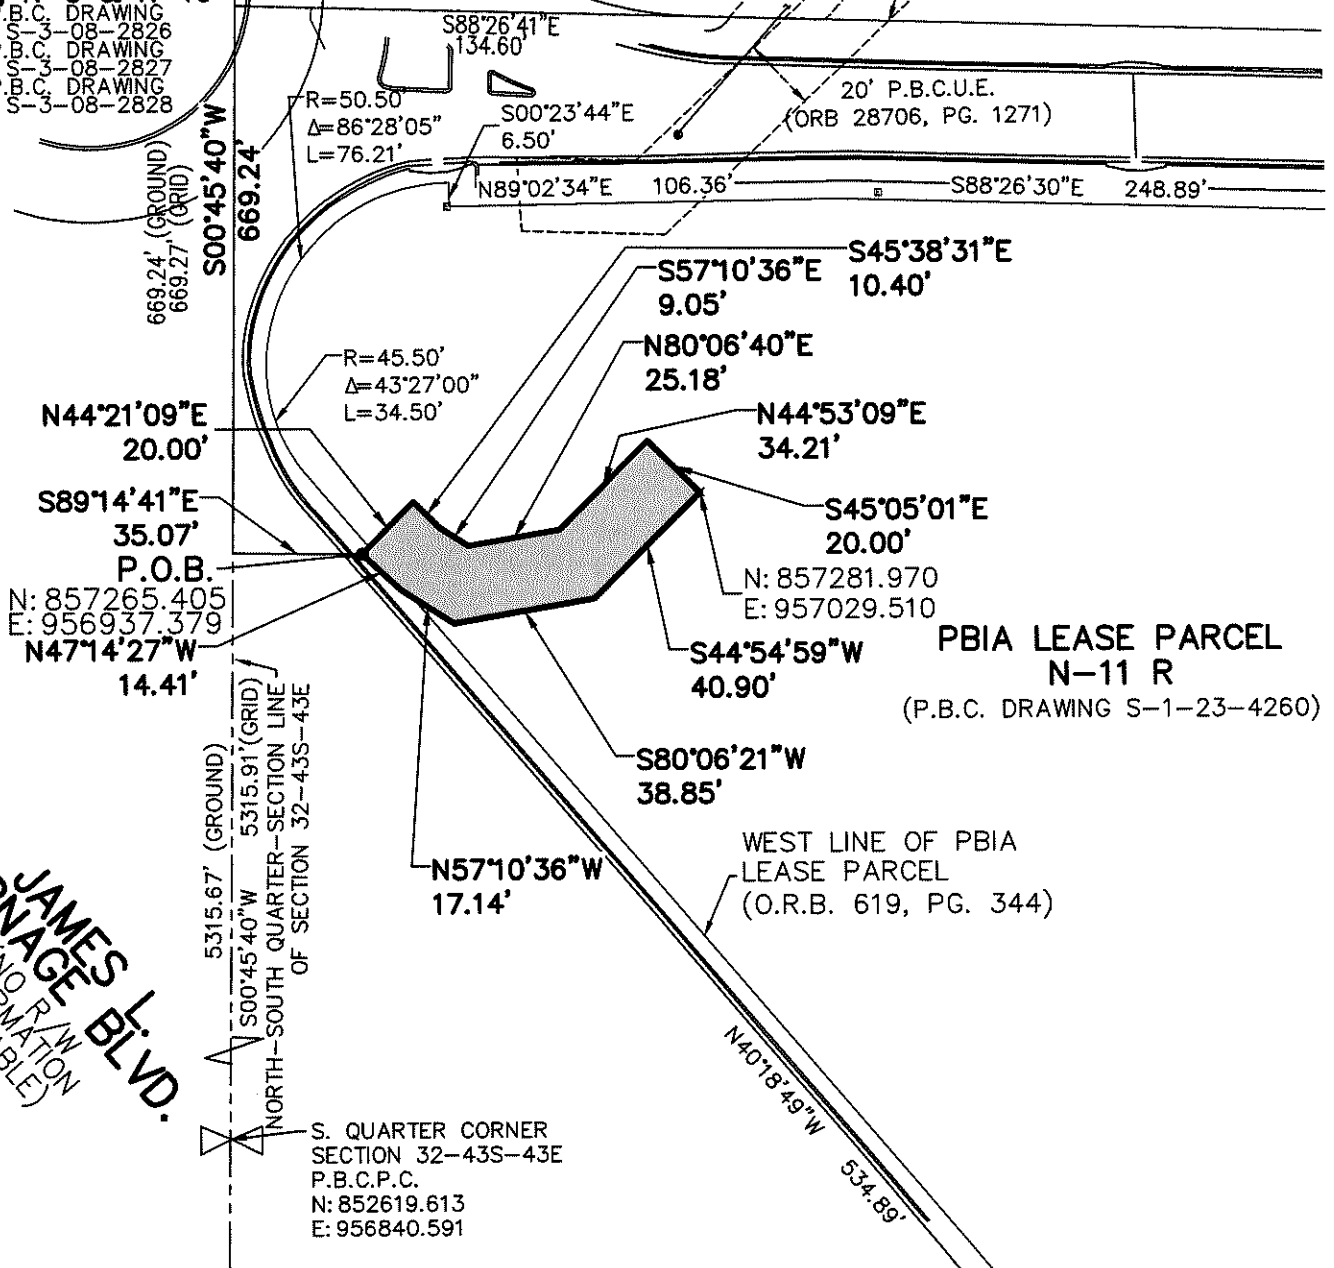 P.B.C. DRAWING
S-3-08-2826
P.B.C. DRAWING
S-3-08-2827
P.B.C. DRAWING
S-3-08-2828
S88°26'41"E
134.60'
20' P.B.C.U.E.
(ORB 28706, PG. 1271)
R=50.50'
Δ=86°28'05"
L=76.21'
S00°23'44"E
6.50'
N89°02'34"E 106.36'
S88°26'30"E 248.89'
669.24' (GROUND)
669.27' (GRID)
S00°45'40"W
669.24'
S45°38'31"E
10.40'
S57°10'36"E
9.05'
N80°06'40"E
25.18'
R=45.50'
Δ=43°27'00"
L=34.50'
N44°21'09"E
20.00'
N44°53'09"E
34.21'
S89°14'41"E
35.07'
P.O.B.
N: 857265.405
E: 956937.379
N47°14'27"W
14.41'
S45°05'01"E
20.00'
N: 857281.970
E: 957029.510
PBIA LEASE PARCEL
N-11 R
(P.B.C. DRAWING S-1-23-4260)
S44°54'59"W
40.90'
S80°06'21"W
38.85'
N57°10'36"W
17.14'
WEST LINE OF PBIA
LEASE PARCEL
(O.R.B. 619, PG. 344)
5315.67' (GROUND)
S00°45'40"W 5315.91'(GRID)
NORTH-SOUTH QUARTER-SECTION LINE
OF SECTION 32-43S-43E
JAMES L.
BLVD.
R/W
N40°18'49"W 534.89'
S. QUARTER CORNER
SECTION 32-43S-43E
P.B.C.P.C.
N: 852619.613
E: 956840.591